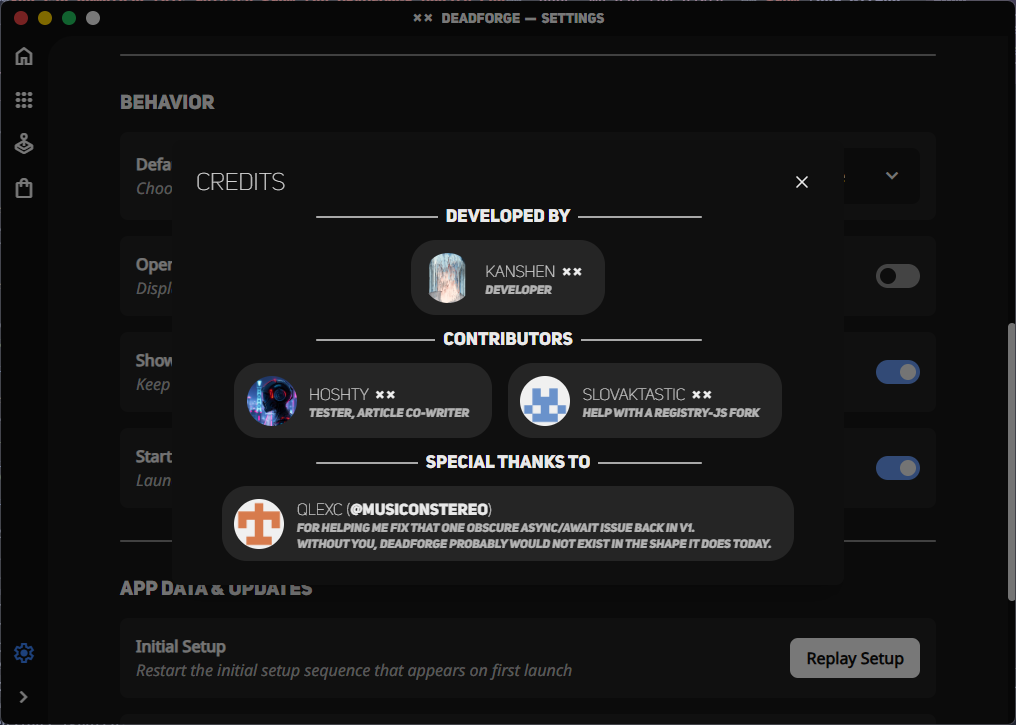 ×× DEADFORGE — SETTINGS
BEHAVIOR
CREDITS
DEVELOPED BY
KANSHEN ××
DEVELOPER
CONTRIBUTORS
HOSHTY ××
TESTER, ARTICLE CO-WRITER
SLOVAKTASTIC ××
HELP WITH A REGISTRY-JS FORK
SPECIAL THANKS TO
QLEXC (@MUSICONSTEREO)
FOR HELPING ME FIX THAT ONE OBSCURE ASYNC/AWAIT ISSUE BACK IN V1.
WITHOUT YOU, DEADFORGE PROBABLY WOULD NOT EXIST IN THE SHAPE IT DOES TODAY.
Defa
Choo
Oper
Displ
Show
Keep
Start
Laun
APP DATA & UPDATES
Initial Setup
Restart the initial setup sequence that appears on first launch
Replay Setup